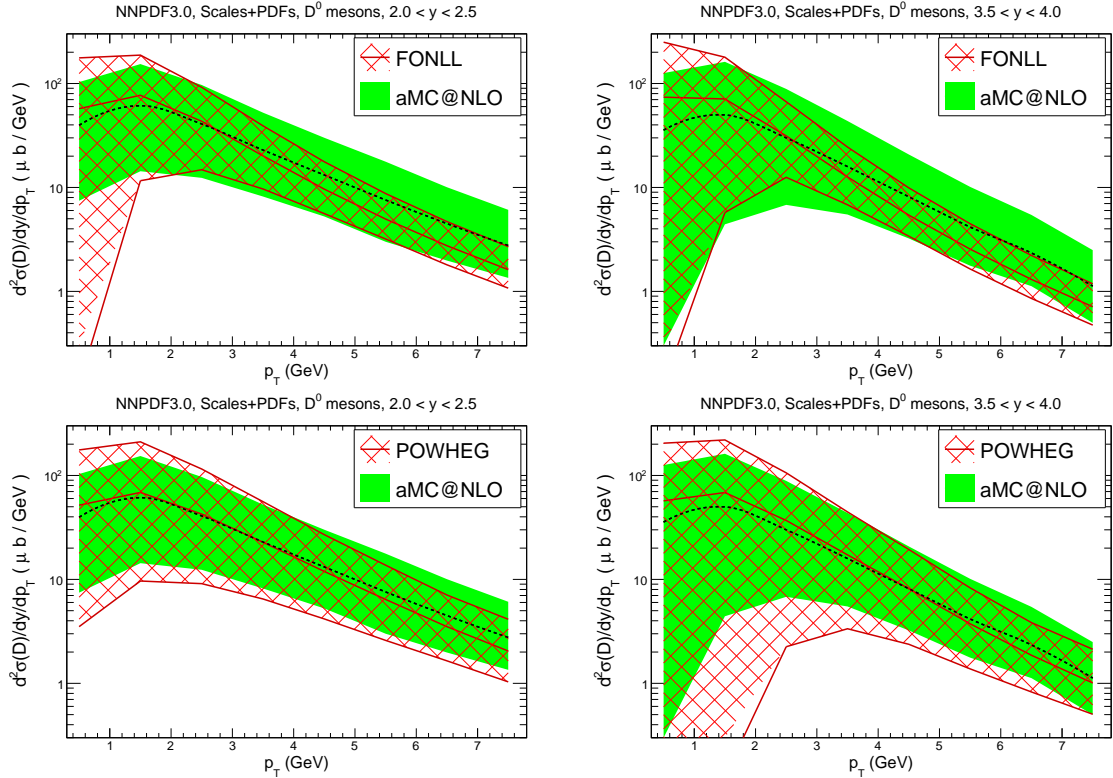 NNPDF3.0, Scales+PDFs, D⁰ mesons, 2.0 < y < 2.5
FONLL
aMC@NLO
d²σ(D)/dy/dp_T ( μ b / GeV )
10²
10
1
1 2 3 4 5 6 7
p_T (GeV)
NNPDF3.0, Scales+PDFs, D⁰ mesons, 3.5 < y < 4.0
FONLL
aMC@NLO
d²σ(D)/dy/dp_T ( μ b / GeV )
10²
10
1
1 2 3 4 5 6 7
p_T (GeV)
NNPDF3.0, Scales+PDFs, D⁰ mesons, 2.0 < y < 2.5
POWHEG
aMC@NLO
d²σ(D)/dy/dp_T ( μ b / GeV )
10²
10
1
1 2 3 4 5 6 7
p_T (GeV)
NNPDF3.0, Scales+PDFs, D⁰ mesons, 3.5 < y < 4.0
POWHEG
aMC@NLO
d²σ(D)/dy/dp_T ( μ b / GeV )
10²
10
1
1 2 3 4 5 6 7
p_T (GeV)